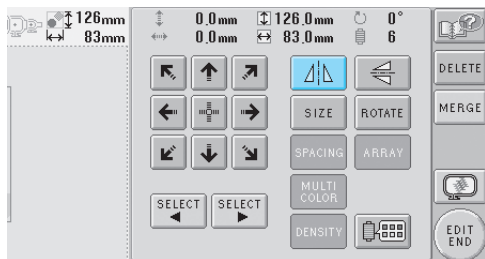 126mm
83mm
0.0mm 126.0mm 0°
0.0mm 83.0mm 6
DELETE
MERGE
SIZE ROTATE
SPACING ARRAY
MULTI
COLOR
SELECT SELECT
DENSITY
EDIT
END